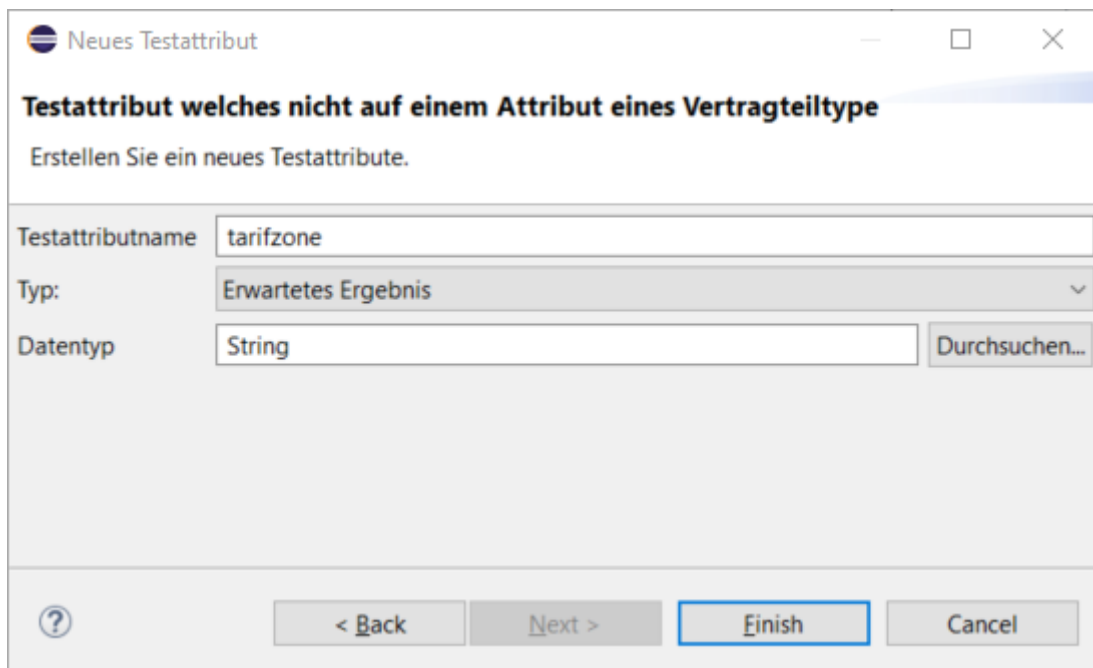 Neues Testattribut
Testattribut welches nicht auf einem Attribut eines Vertragteiltype
Erstellen Sie ein neues Testattribute.
Testattributname tarifzone
Typ: Erwartetes Ergebnis
Datentyp String Durchsuchen...
? < Back Next > Finish Cancel